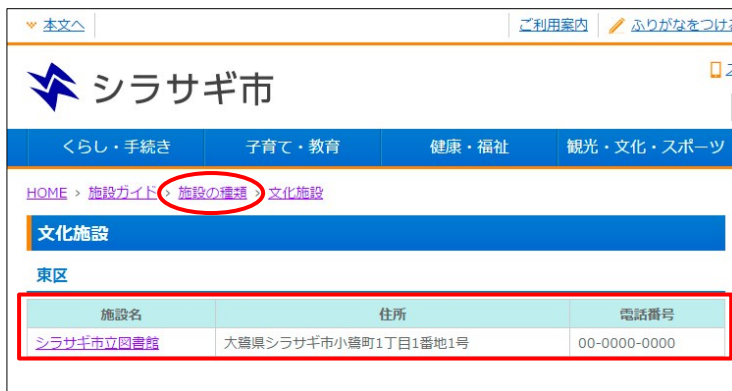 本文へ ご利用案内 ふりがなをつけ
シラサギ市
くらし・手続き 子育て・教育 健康・福祉 観光・文化・スポーツ
HOME > 施設ガイド > 施設の種類 > 文化施設
文化施設
東区
施設名 住所 電話番号
シラサギ市立図書館 大鷺県シラサギ市小鷺町1丁目1番地1号 00-0000-0000